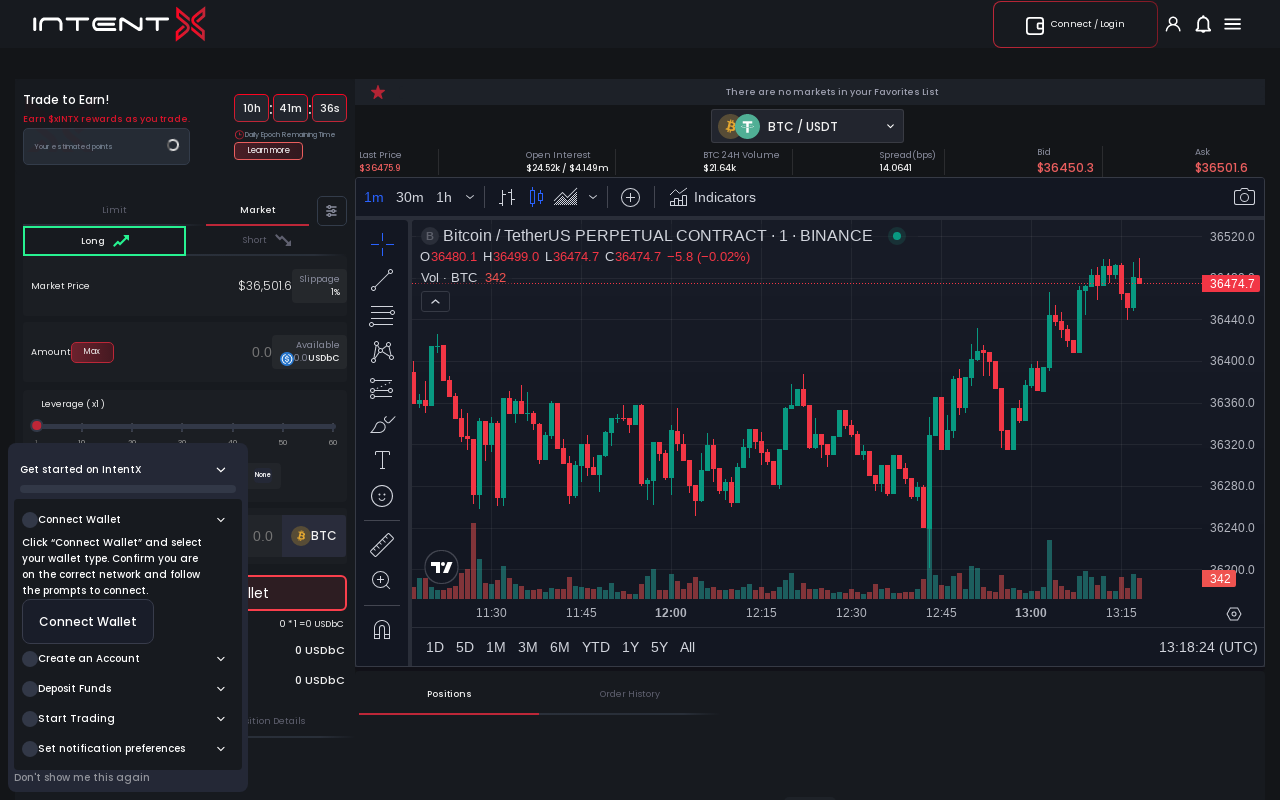 INTENT X
Connect / Login
Trade to Earn!
Earn $xINTX rewards as you trade.
Your estimated points
10h : 41m : 36s
Daily Epoch Remaining Time
Learn more
There are no markets in your Favorites List
BTC / USDT
Last Price
$36475.9
Open Interest
$24.52k / $4.149m
BTC 24H Volume
$21.64k
Spread(bps)
14.0641
Bid
$36450.3
Ask
$36501.6
Limit
Market
Long
Short
Market Price
$36,501.6
Slippage
1%
Amount
Max
0.0
Available
0.0 USDbC
Leverage (x1)
1 10 20 30 40 50 60
None
0.0
BTC
llet
0 * 1 = 0 USDbC
0 USDbC
0 USDbC
ition Details
Get started on IntentX
Connect Wallet
Click “Connect Wallet” and select
your wallet type. Confirm you are
on the correct network and follow
the prompts to connect.
Connect Wallet
Create an Account
Deposit Funds
Start Trading
Set notification preferences
Don't show me this again
1m 30m 1h
Indicators
B Bitcoin / TetherUS PERPETUAL CONTRACT · 1 · BINANCE
O36480.1 H36499.0 L36474.7 C36474.7 −5.8 (−0.02%)
Vol · BTC 342
36520.0
36474.7
36440.0
36400.0
36360.0
36320.0
36280.0
36240.0
36200.0
342
11:30 11:45 12:00 12:15 12:30 12:45 13:00 13:15
1D 5D 1M 3M 6M YTD 1Y 5Y All
13:18:24 (UTC)
Positions
Order History